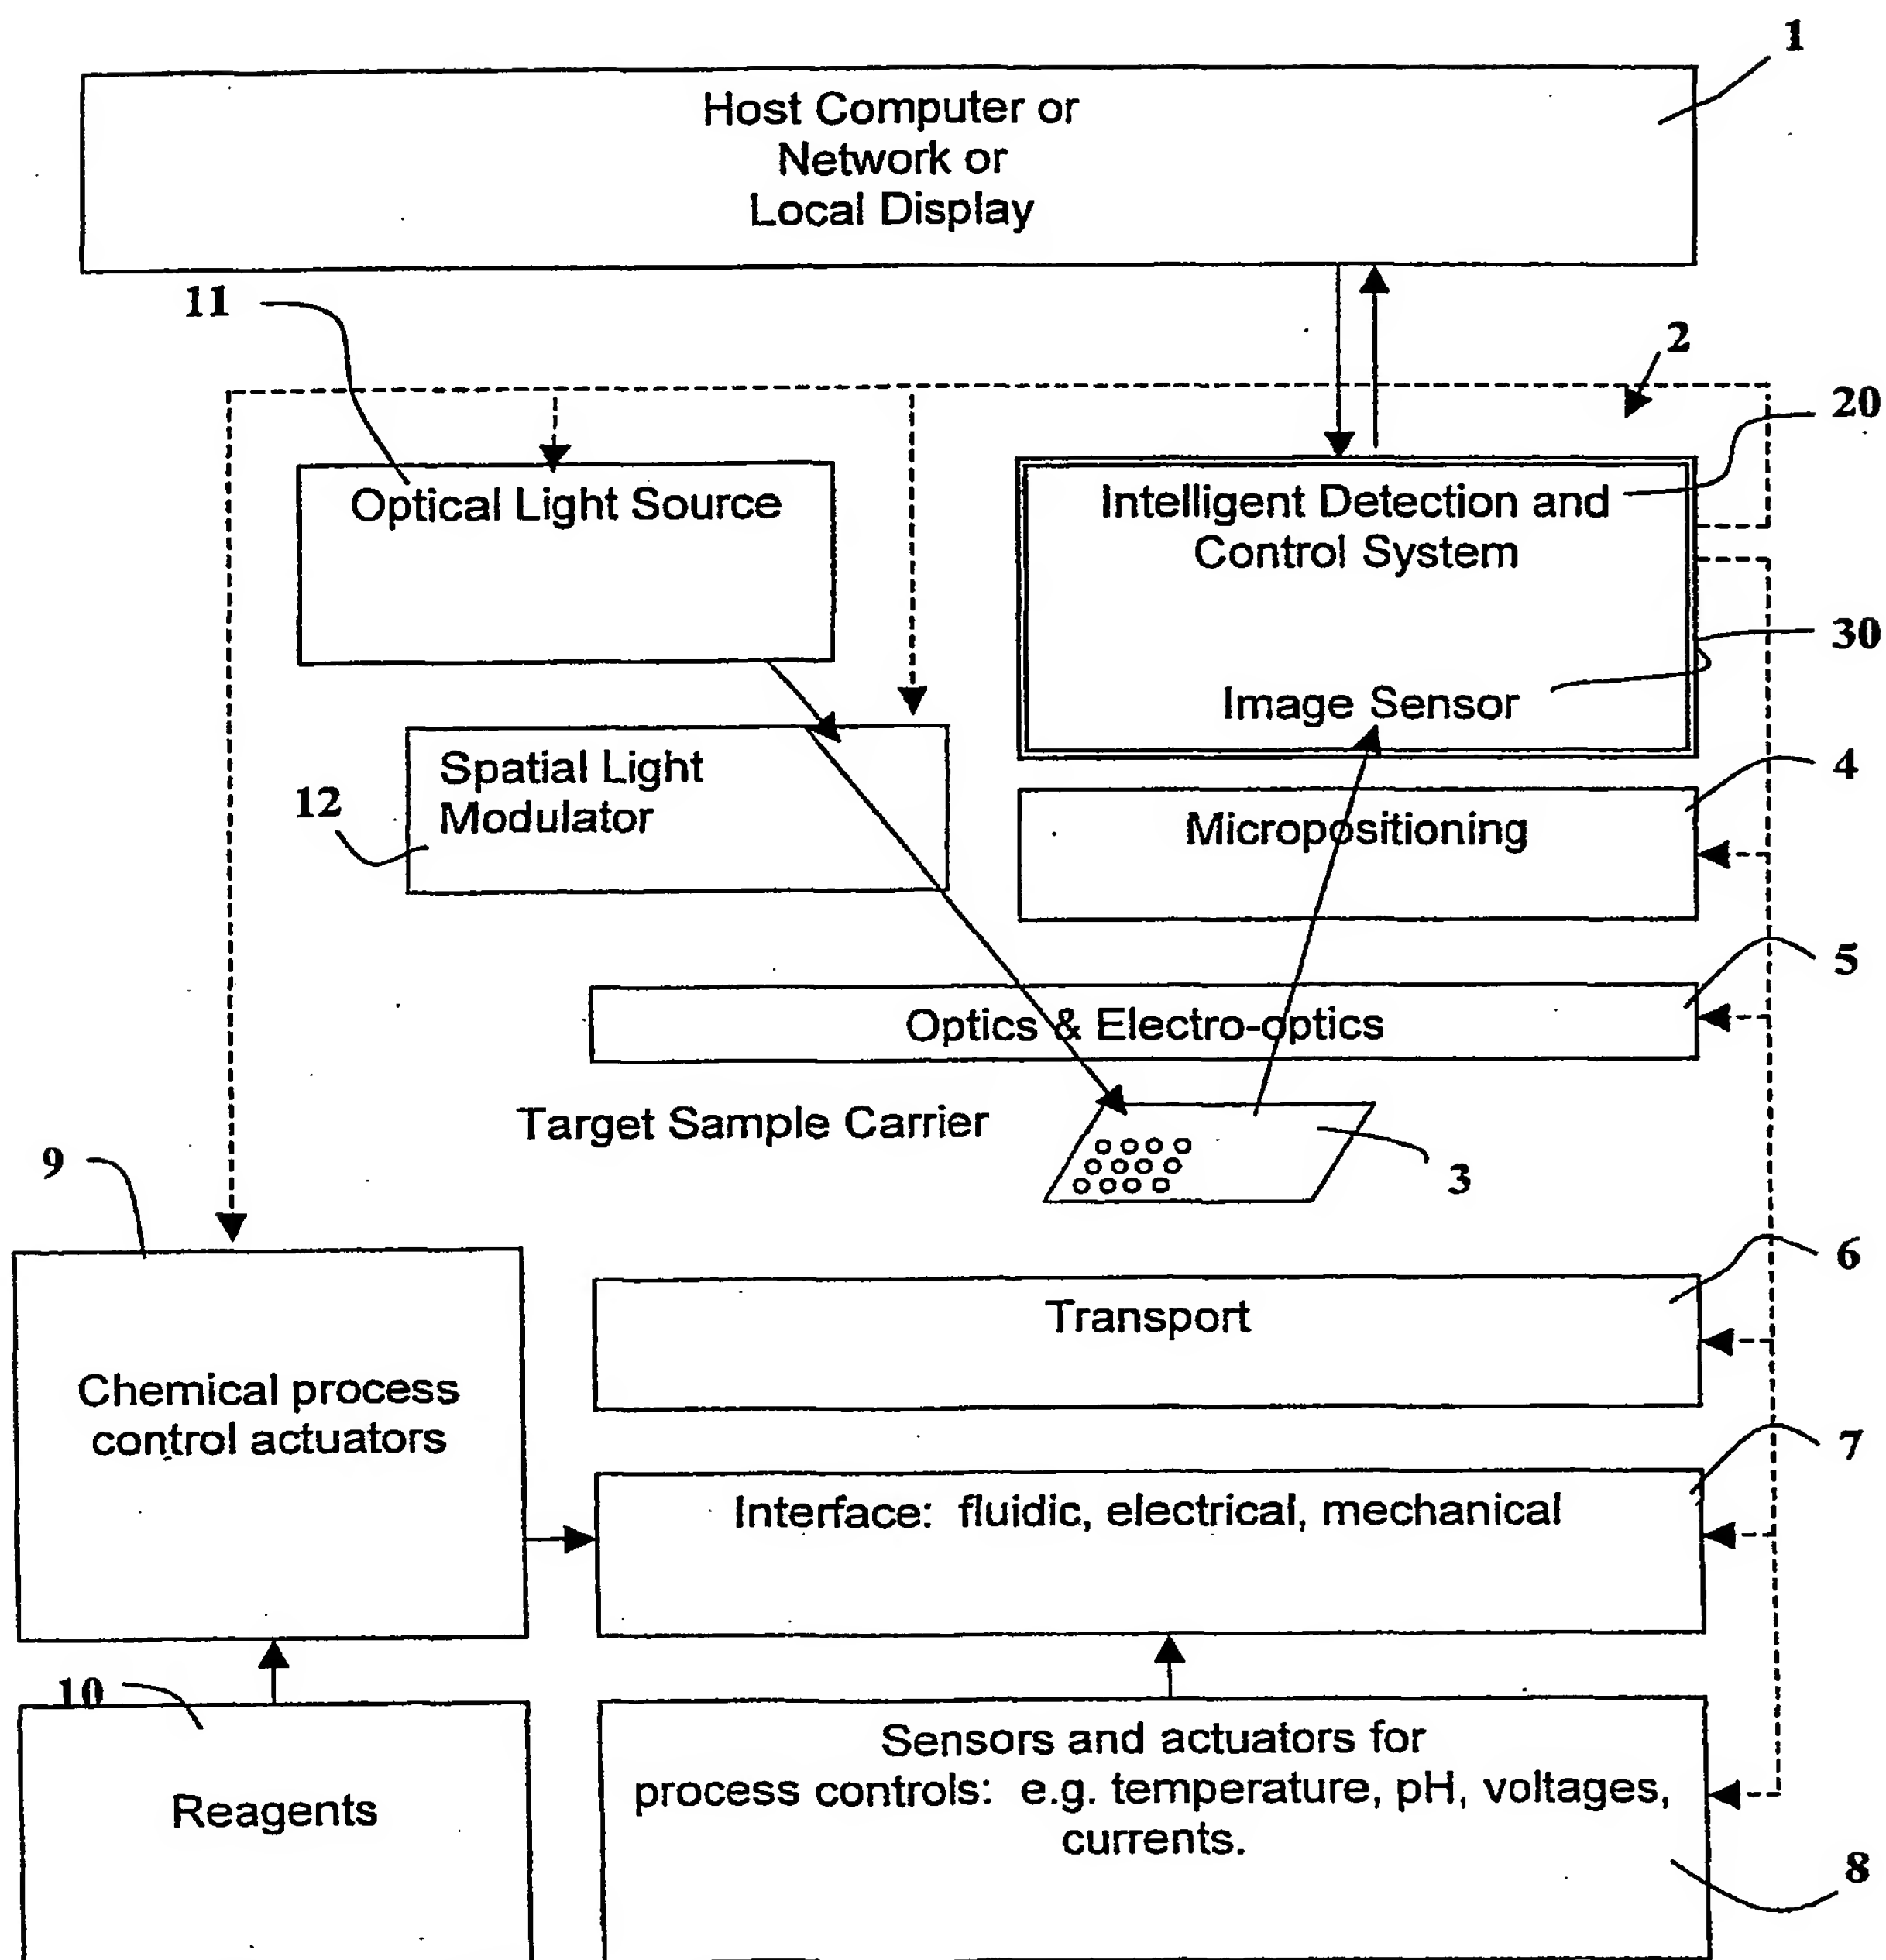 1
Host Computer or
Network or
Local Display
11
2
20
Optical Light Source
Intelligent Detection and
Control System
30
Image Sensor
Spatial Light
Modulator
12
4
Micropositioning
5
Optics & Electro-optics
Target Sample Carrier
3
9
6
Transport
Chemical process
control actuators
7
Interface: fluidic, electrical, mechanical
10
Reagents
Sensors and actuators for
process controls: e.g. temperature, pH, voltages,
currents.
8